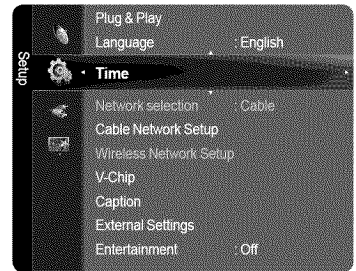 Setup
Plug & Play
Language : English
Time
Network selection : Cable
Cable Network Setup
Wireless Network Setup
V-Chip
Caption
External Settings
Entertainment : Off